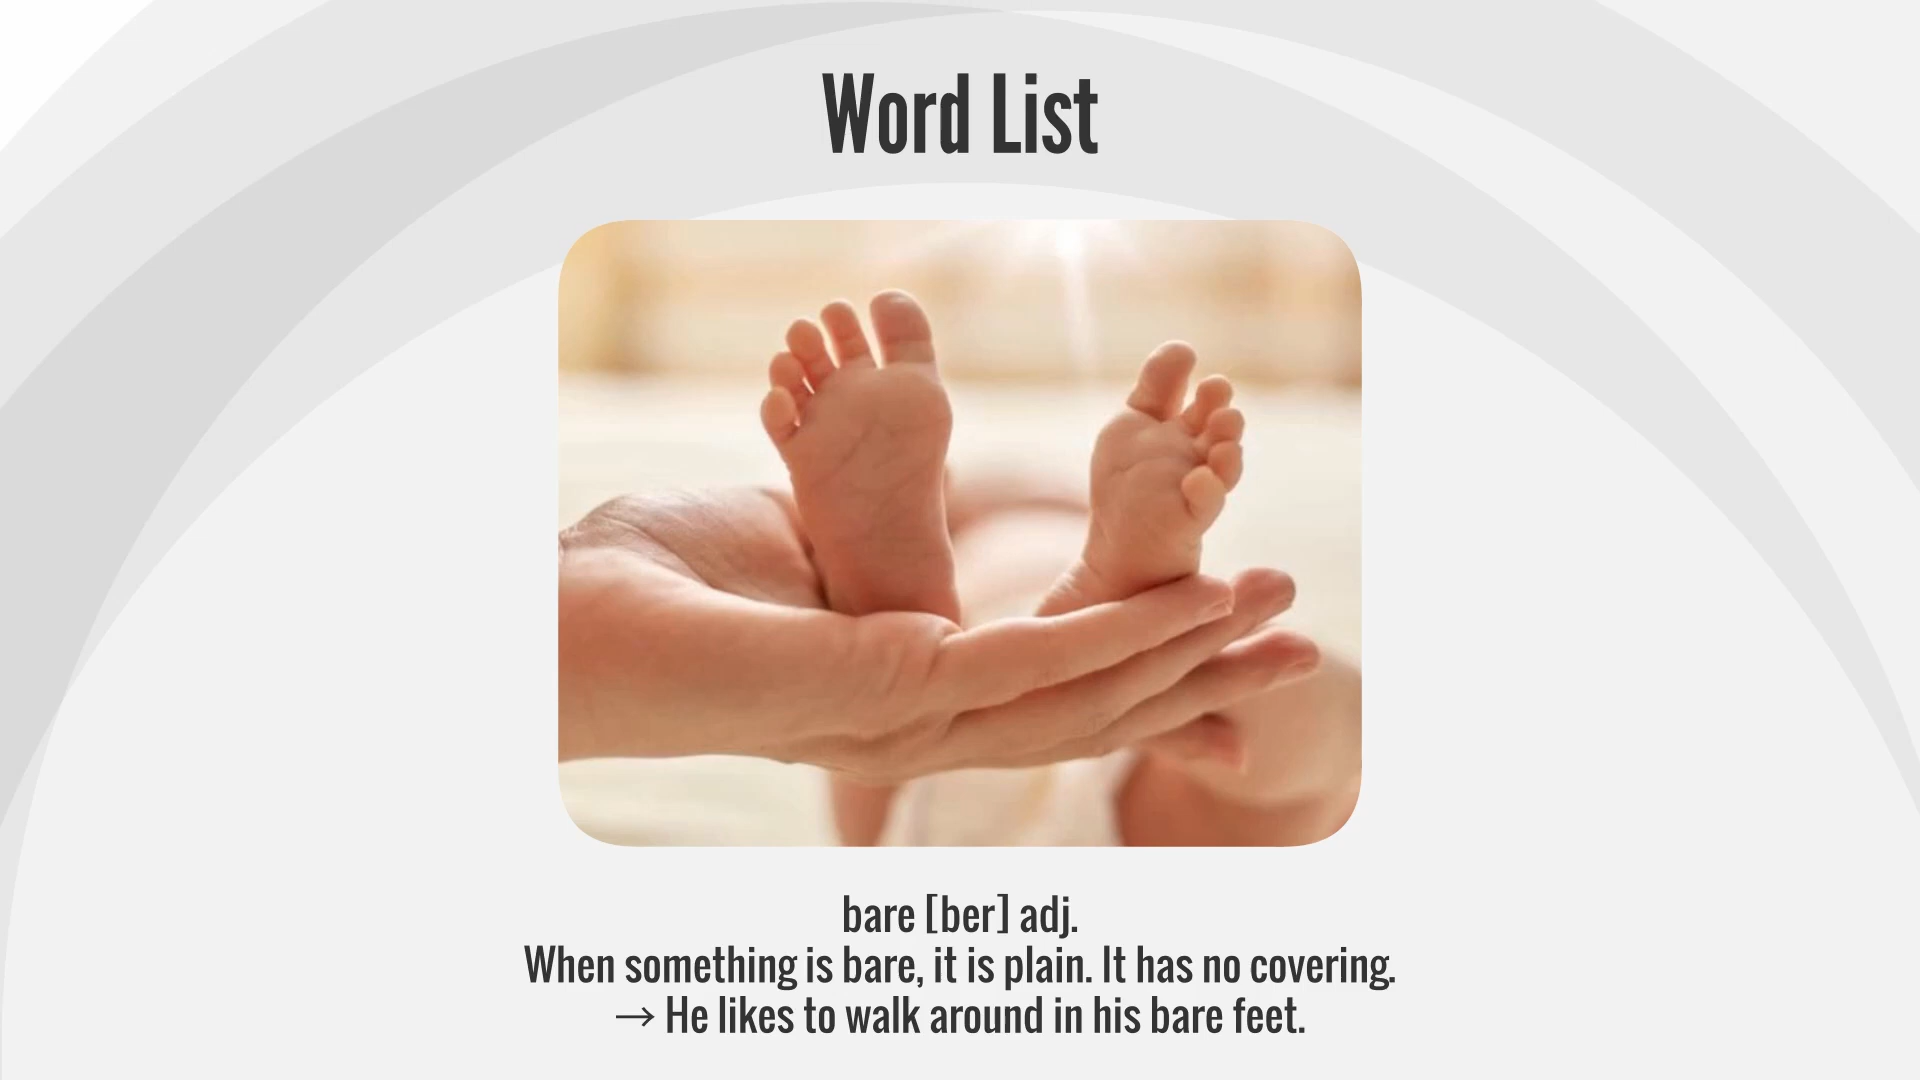 Word List
bare [ber] adj.
When something is bare, it is plain. It has no covering.
→ He likes to walk around in his bare feet.